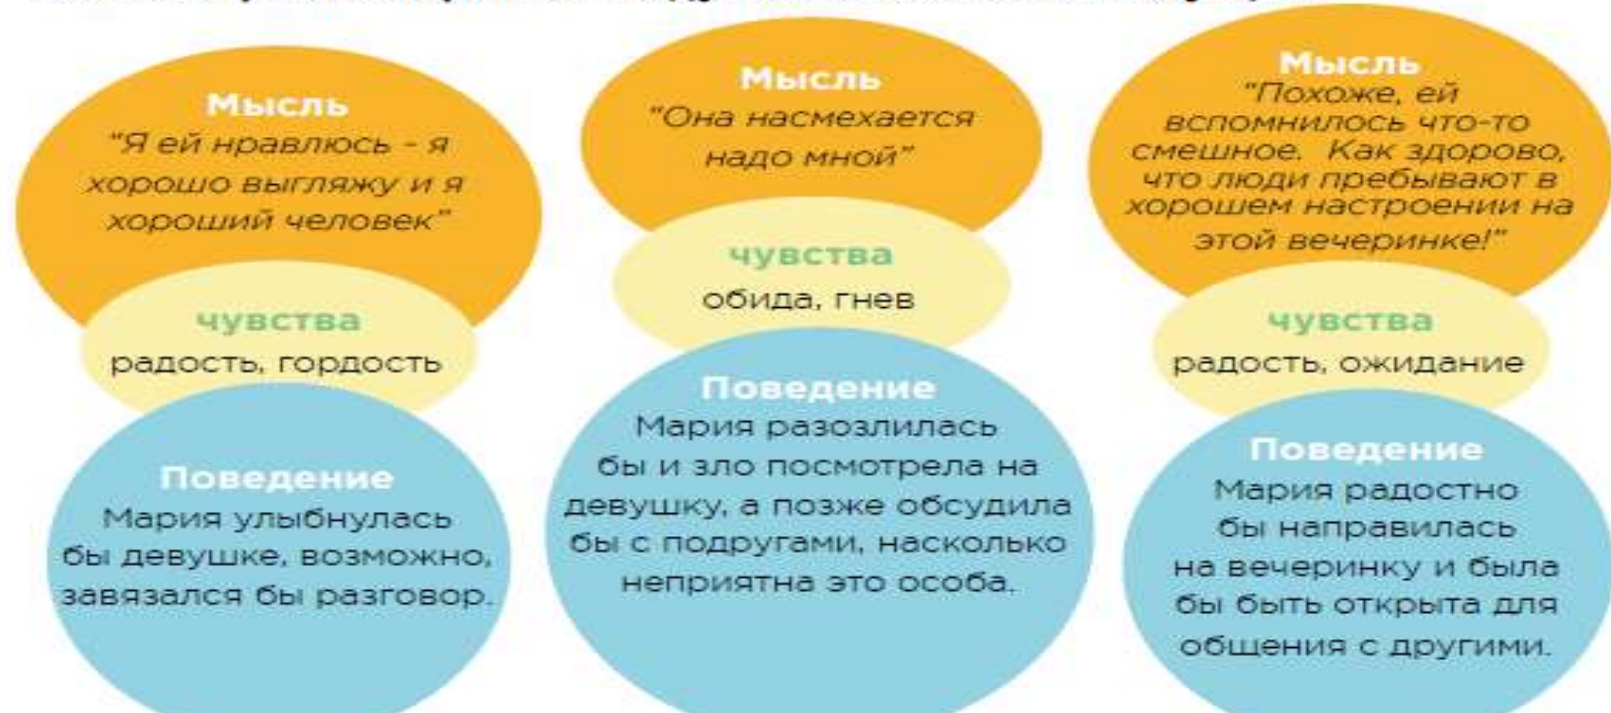 Мысль
"Я ей нравлюсь - я
хорошо выгляжу и я
хороший человек"
чувства
радость, гордость
Поведение
Мария улыбнулась
бы девушке, возможно,
завязался бы разговор.
Мысль
"Она насмехается
надо мной"
чувства
обида, гнев
Поведение
Мария разозлилась
бы и зло посмотрела на
девушку, а позже обсудила
бы с подругами, насколько
неприятна это особа.
Мысль
"Похоже, ей
вспомнилось что-то
смешное. Как здорово,
что люди пребывают в
хорошем настроении на
этой вечеринке!"
чувства
радость, ожидание
Поведение
Мария радостно
бы направилась
на вечеринку и была
бы быть открыта для
общения с другими.